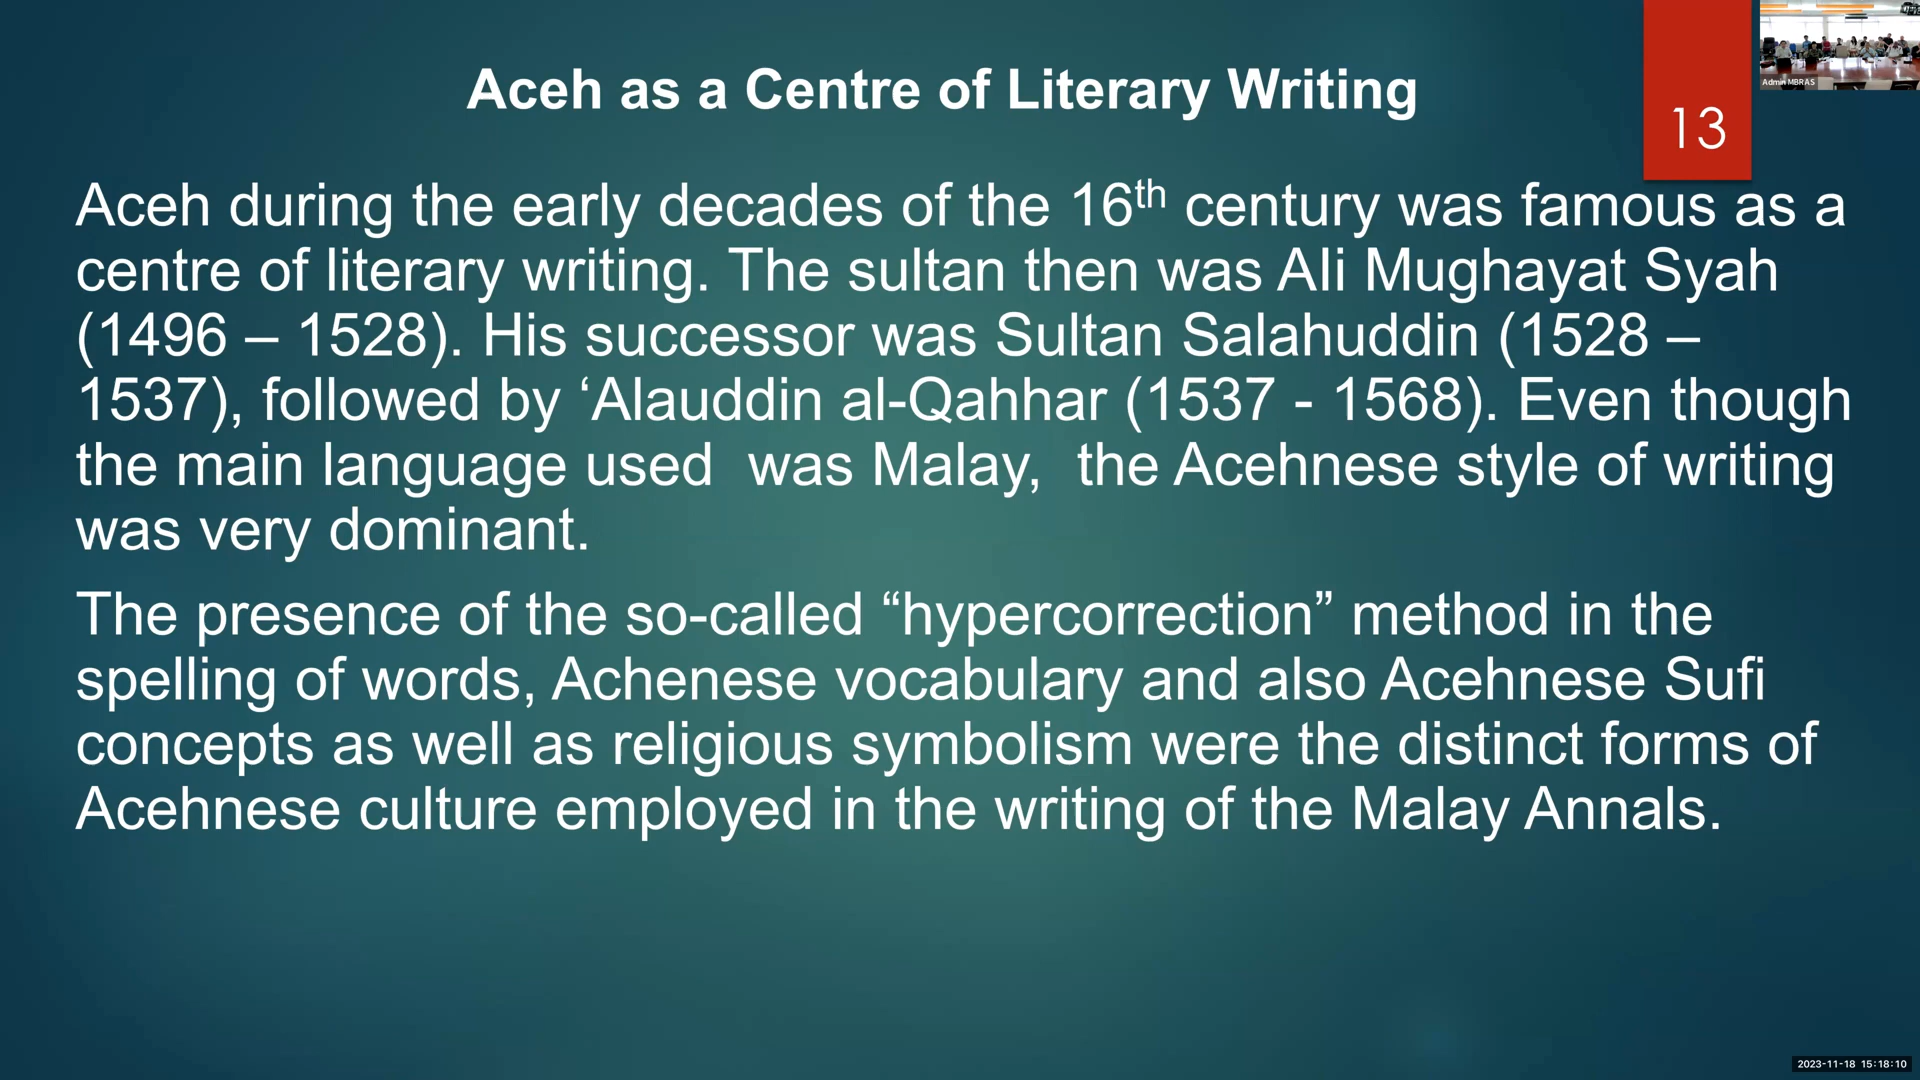 Aceh as a Centre of Literary Writing
13
Aceh during the early decades of the 16th century was famous as a
centre of literary writing. The sultan then was Ali Mughayat Syah
(1496 – 1528). His successor was Sultan Salahuddin (1528 –
1537), followed by ‘Alauddin al-Qahhar (1537 - 1568). Even though
the main language used  was Malay,  the Acehnese style of writing
was very dominant.
The presence of the so-called “hypercorrection” method in the
spelling of words, Achenese vocabulary and also Acehnese Sufi
concepts as well as religious symbolism were the distinct forms of
Acehnese culture employed in the writing of the Malay Annals.
Admin MBRAS
2023-11-18 15:18:10